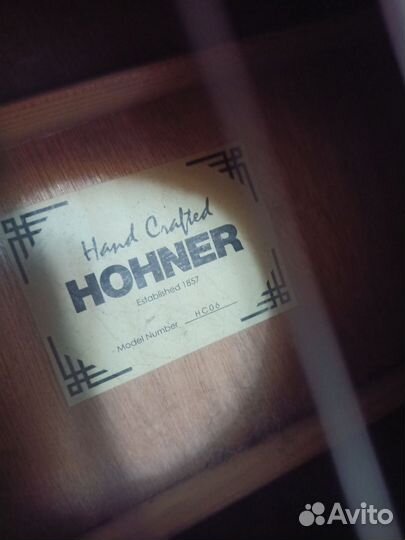 Hand Crafted
HOHNER
Established 1857
Model Number HC06
Avito